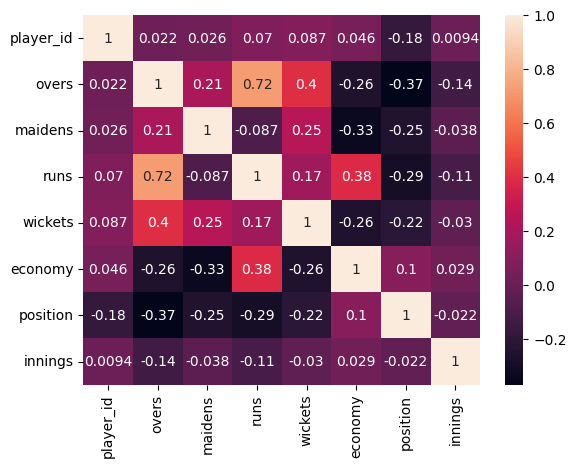 player_id 1 0.022 0.026 0.07 0.087 0.046 -0.18 0.0094
overs 0.022 1 0.21 0.72 0.4 -0.26 -0.37 -0.14
maidens 0.026 0.21 1 -0.087 0.25 -0.33 -0.25 -0.038
runs 0.07 0.72 -0.087 1 0.17 0.38 -0.29 -0.11
wickets 0.087 0.4 0.25 0.17 1 -0.26 -0.22 -0.03
economy 0.046 -0.26 -0.33 0.38 -0.26 1 0.1 0.029
position -0.18 -0.37 -0.25 -0.29 -0.22 0.1 1 -0.022
innings 0.0094 -0.14 -0.038 -0.11 -0.03 0.029 -0.022 1
player_id overs maidens runs wickets economy position innings
1.0
0.8
0.6
0.4
0.2
0.0
−0.2